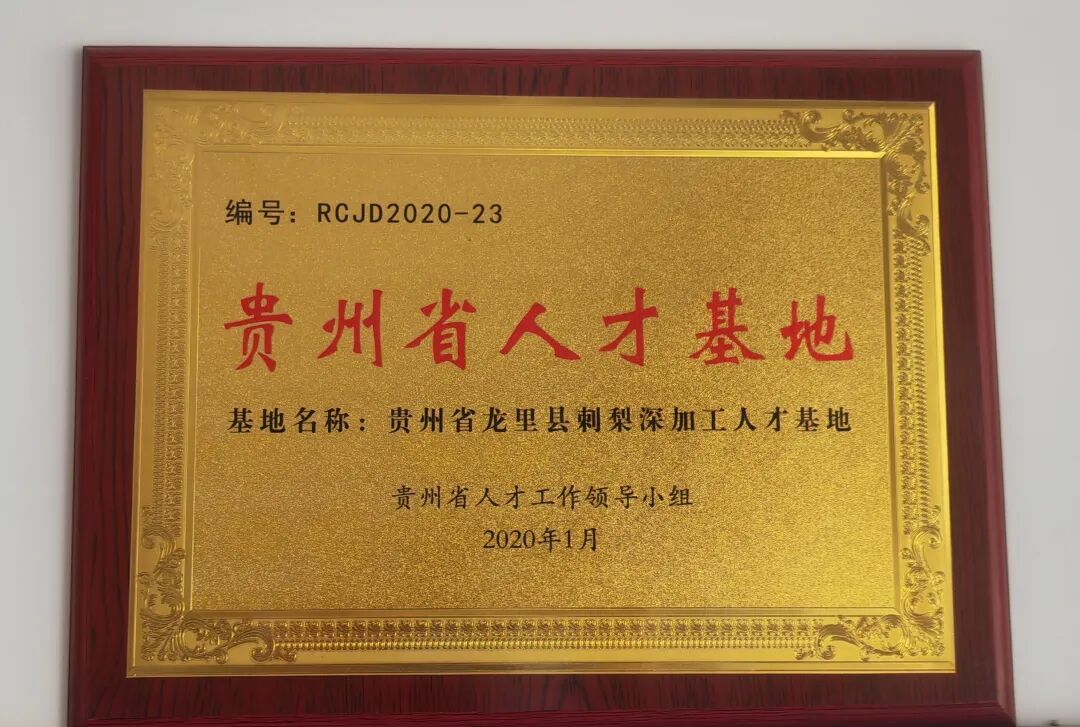 编号：RCJD2020-23
贵州省人才基地
基地名称：贵州省龙里县刺梨深加工人才基地
贵州省人才工作领导小组
2020年1月